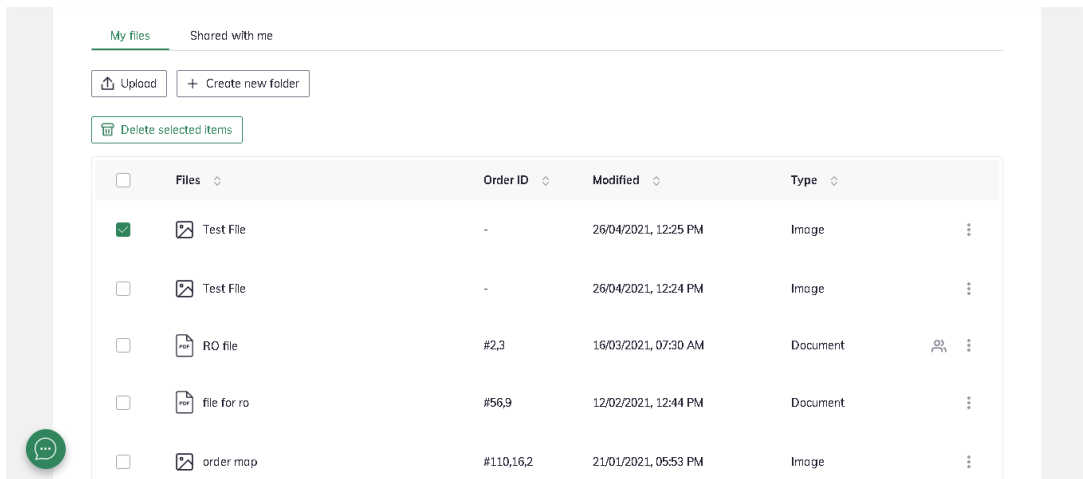 My files Shared with me
Upload Create new folder
Delete selected items
Files Order ID Modified Type
Test File - 26/04/2021, 12:25 PM Image
Test File - 26/04/2021, 12:24 PM Image
PDF RO file #2,3 16/03/2021, 07:30 AM Document
PDF file for ro #56,9 12/02/2021, 12:44 PM Document
order map #110,16,2 21/01/2021, 05:53 PM Image